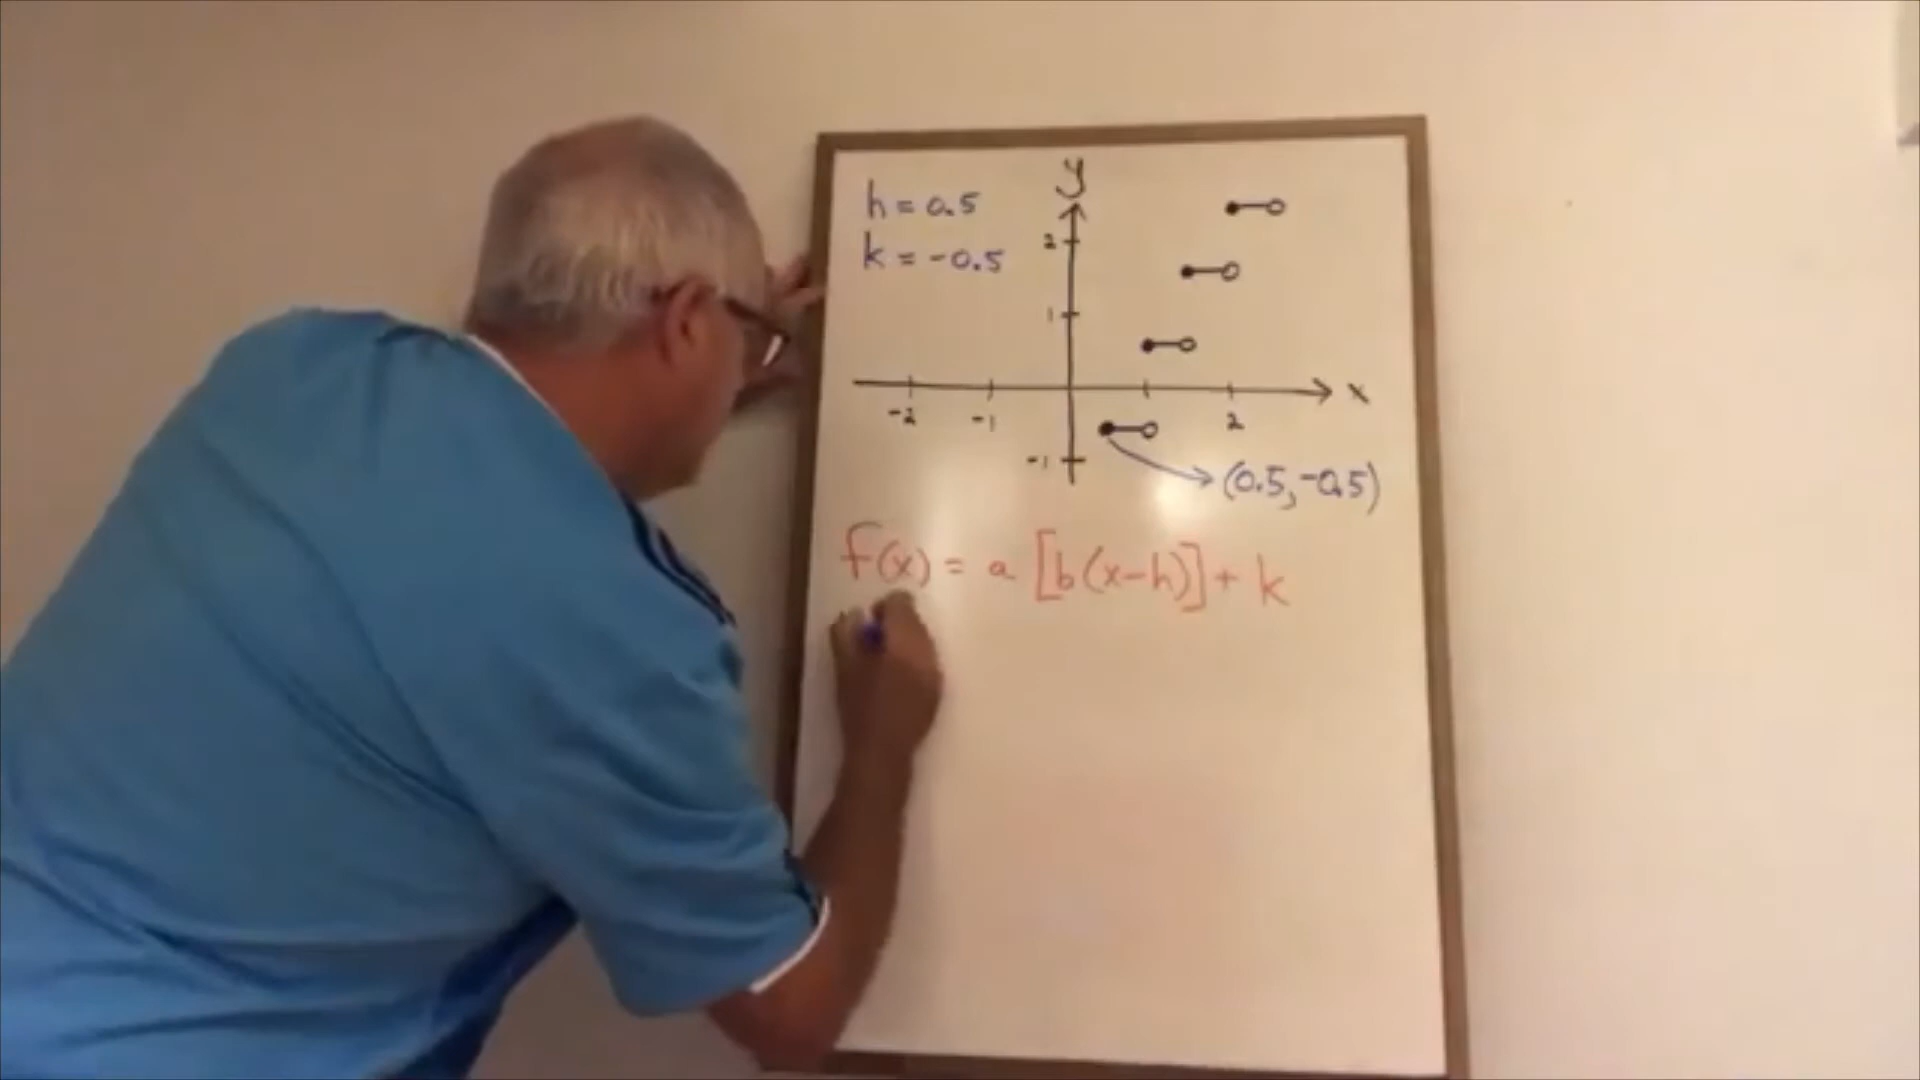 h = 0.5
k = -0.5
y
2
1
x
-2 -1 2
-1
(0.5, -0.5)
f(x) = a [b(x-h)] + k